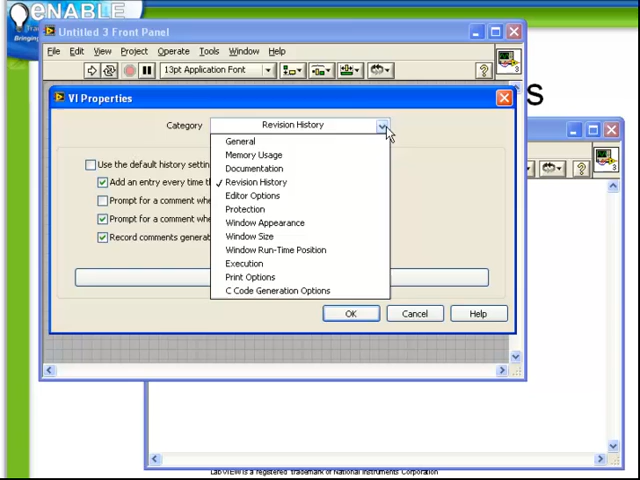 eNABLE
Bringing
Untitled 3 Front Panel
File Edit View Project Operate Tools Window Help
13pt Application Font
?
3
s
VI Properties
Category Revision History
General
Memory Usage
Documentation
✓ Revision History
Editor Options
Protection
Window Appearance
Window Size
Window Run-Time Position
Execution
Print Options
C Code Generation Options
Use the default history settin
Add an entry every time t
Prompt for a comment whe
Prompt for a comment whe
Record comments generat
OK Cancel Help
?
3
LabVIEW is a registered trademark of National Instruments Corporation